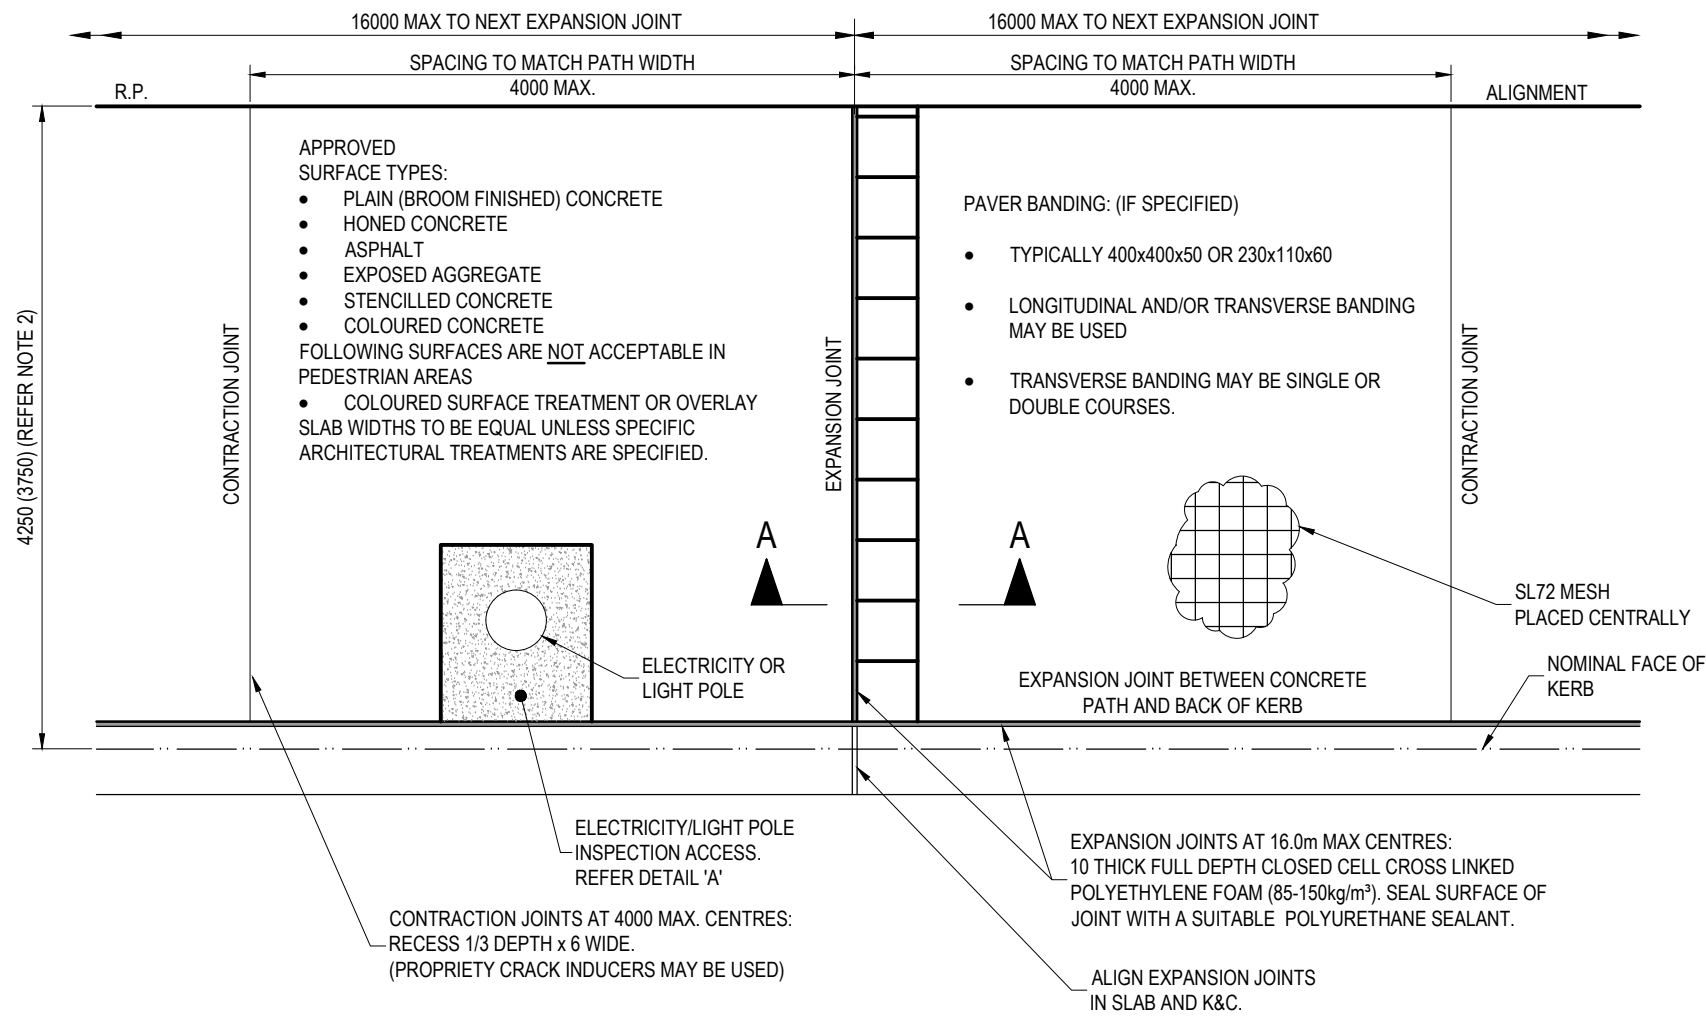 16000 MAX TO NEXT EXPANSION JOINT
16000 MAX TO NEXT EXPANSION JOINT
SPACING TO MATCH PATH WIDTH
4000 MAX.
SPACING TO MATCH PATH WIDTH
4000 MAX.
R.P.
ALIGNMENT
4250 (3750) (REFER NOTE 2)
CONTRACTION JOINT
APPROVED
SURFACE TYPES:
• PLAIN (BROOM FINISHED) CONCRETE
• HONED CONCRETE
• ASPHALT
• EXPOSED AGGREGATE
• STENCILLED CONCRETE
• COLOURED CONCRETE
FOLLOWING SURFACES ARE NOT ACCEPTABLE IN
PEDESTRIAN AREAS
• COLOURED SURFACE TREATMENT OR OVERLAY
SLAB WIDTHS TO BE EQUAL UNLESS SPECIFIC
ARCHITECTURAL TREATMENTS ARE SPECIFIED.
EXPANSION JOINT
PAVER BANDING: (IF SPECIFIED)
• TYPICALLY 400x400x50 OR 230x110x60
• LONGITUDINAL AND/OR TRANSVERSE BANDING
MAY BE USED
• TRANSVERSE BANDING MAY BE SINGLE OR
DOUBLE COURSES.
CONTRACTION JOINT
A
A
SL72 MESH
PLACED CENTRALLY
ELECTRICITY OR
LIGHT POLE
EXPANSION JOINT BETWEEN CONCRETE
PATH AND BACK OF KERB
NOMINAL FACE OF
KERB
ELECTRICITY/LIGHT POLE
INSPECTION ACCESS.
REFER DETAIL 'A'
EXPANSION JOINTS AT 16.0m MAX CENTRES:
10 THICK FULL DEPTH CLOSED CELL CROSS LINKED
POLYETHYLENE FOAM (85-150kg/m³). SEAL SURFACE OF
JOINT WITH A SUITABLE POLYURETHANE SEALANT.
CONTRACTION JOINTS AT 4000 MAX. CENTRES:
RECESS 1/3 DEPTH x 6 WIDE.
(PROPRIETY CRACK INDUCERS MAY BE USED)
ALIGN EXPANSION JOINTS
IN SLAB AND K&C.